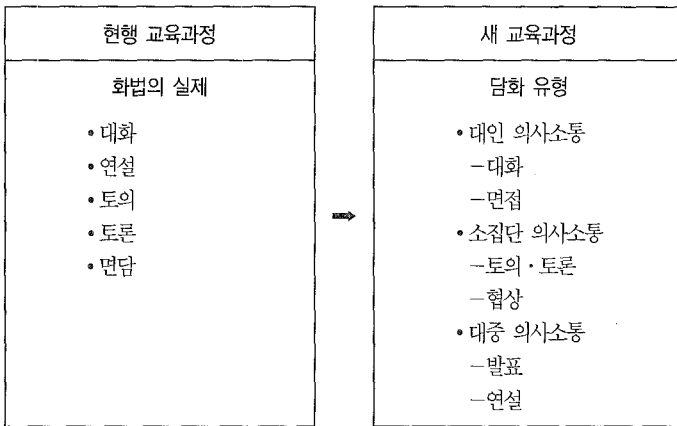 현행 교육과정
화법의 실제
• 대화
• 연설
• 토의
• 토론
• 면담
➡
새 교육과정
담화 유형
• 대인 의사소통
－대화
－면접
• 소집단 의사소통
－토의·토론
－협상
• 대중 의사소통
－발표
－연설